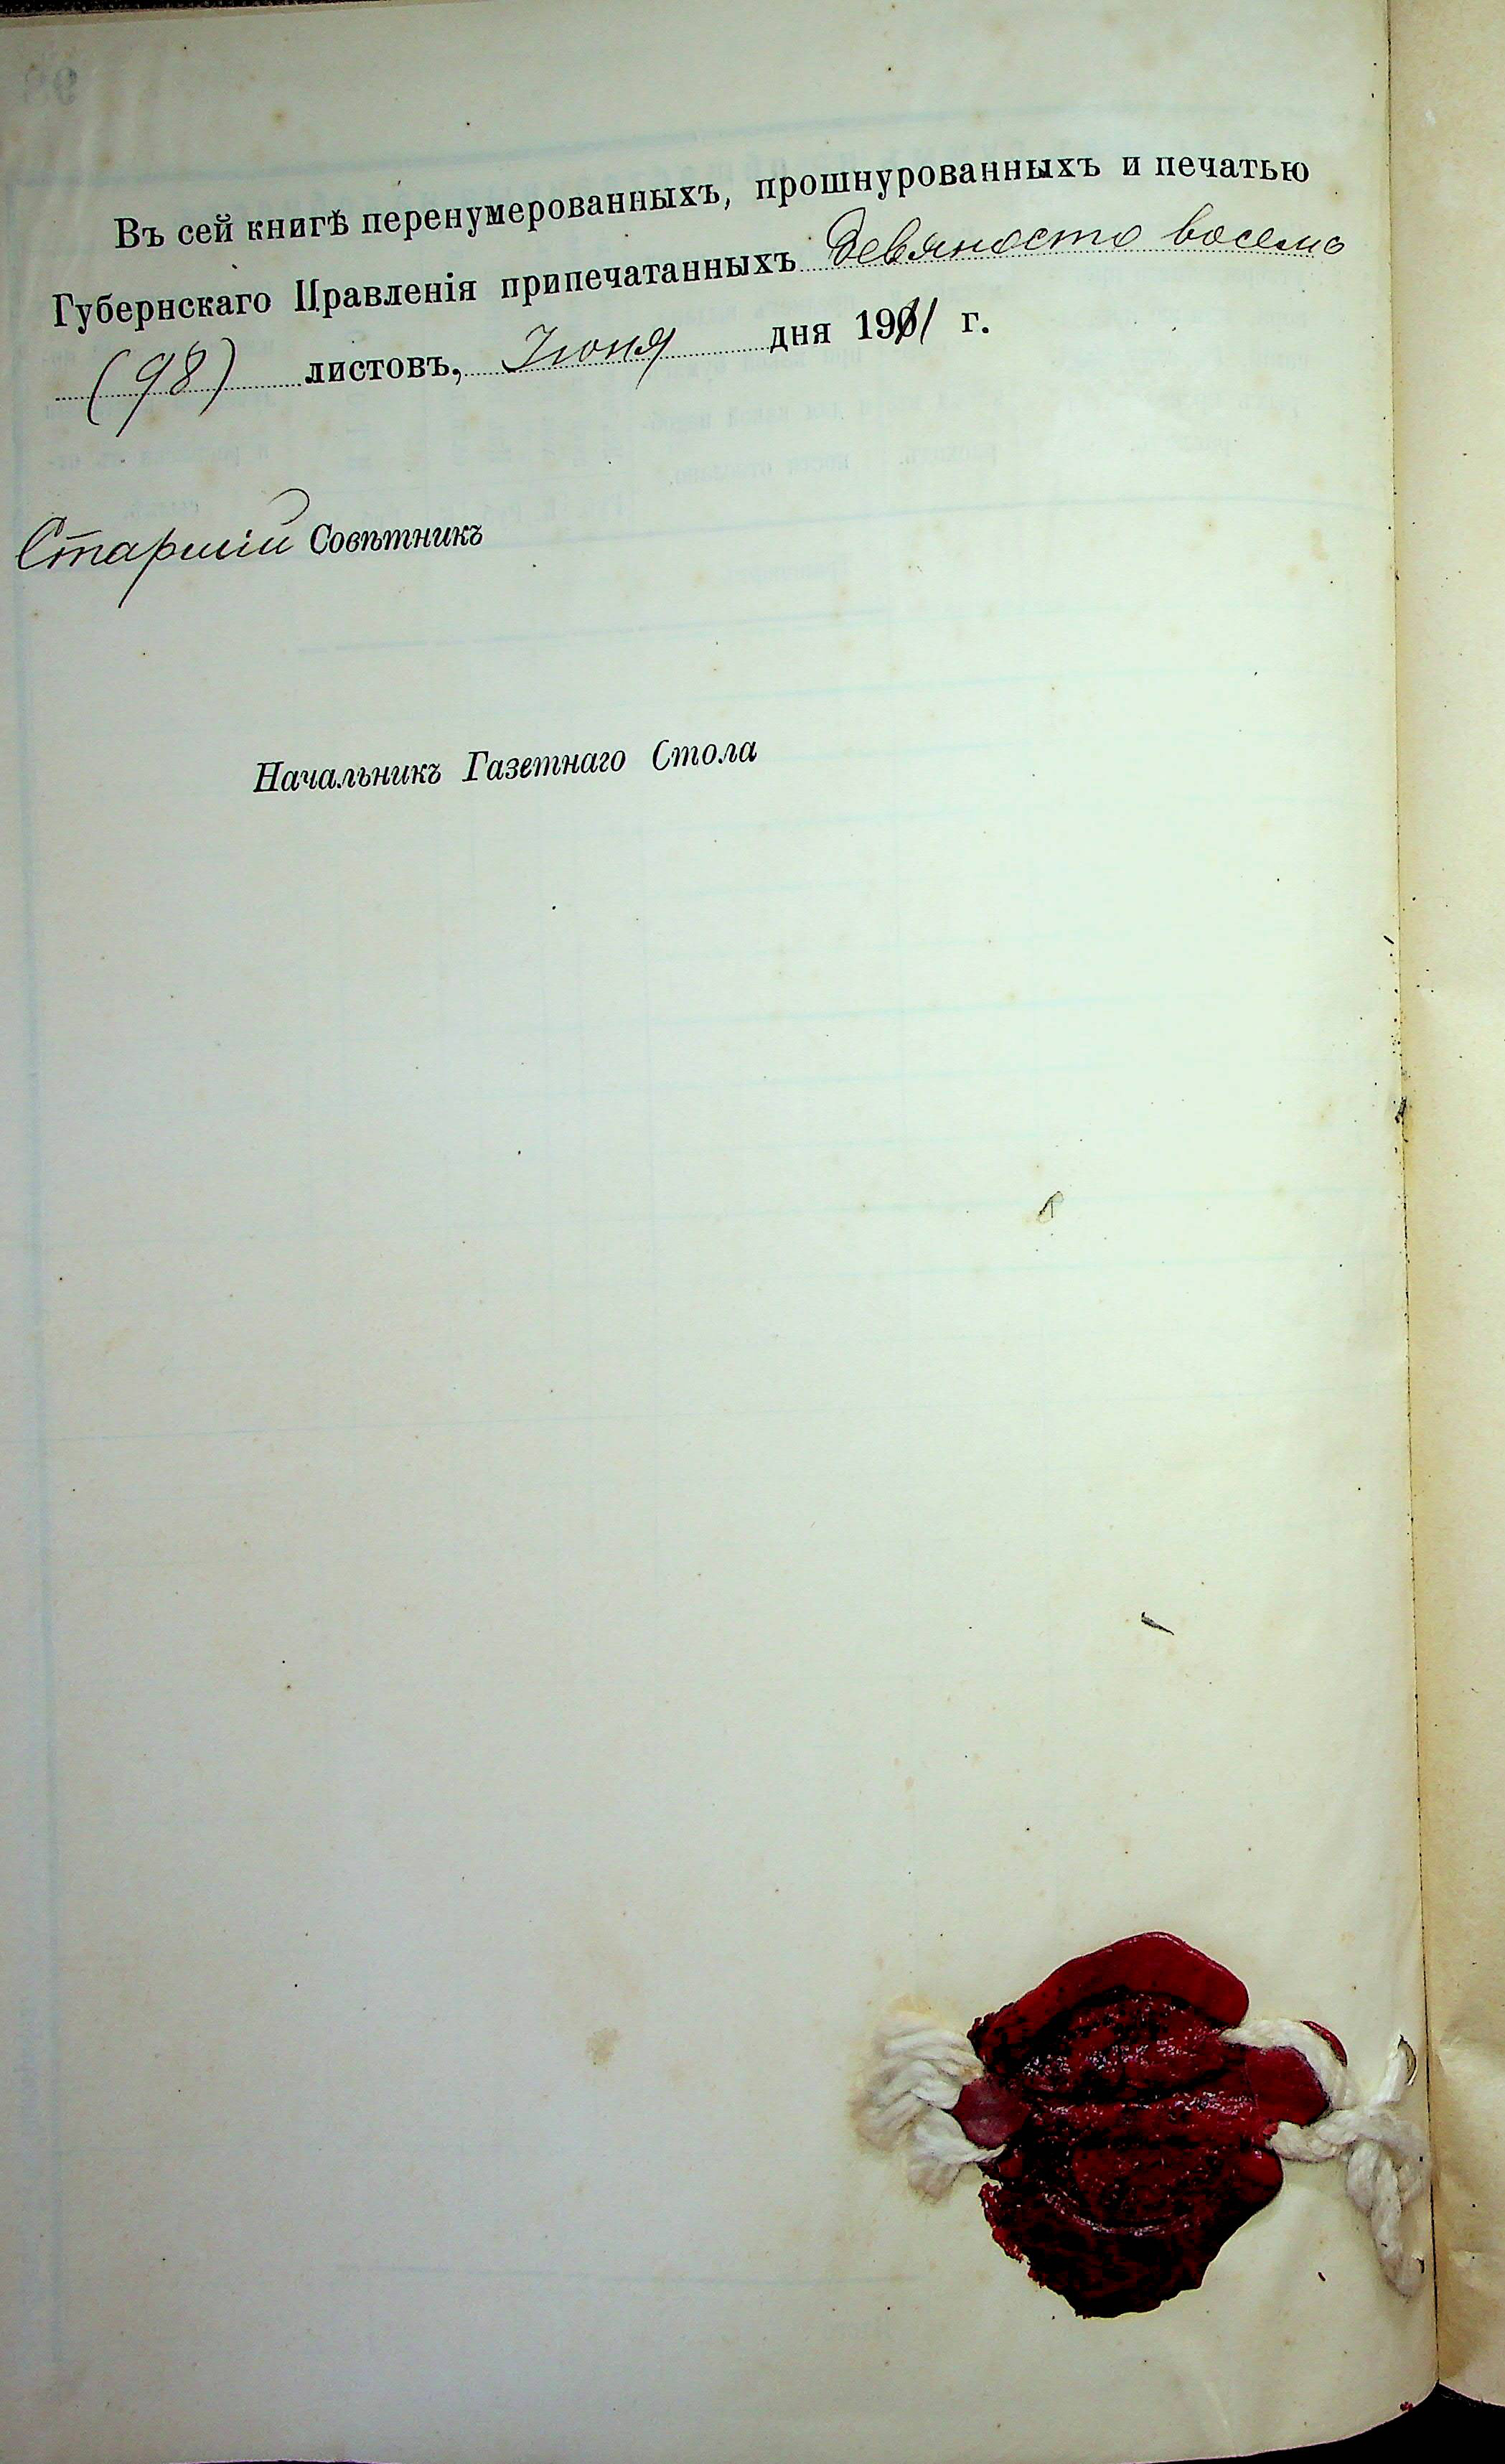 Въ сей книгѣ перенумерованныхъ, прошнурованныхъ и печатью
Губернскаго Правленія припечатанныхъ девяносто восемь
(98) листовъ, Іюня дня 1911 г.
Старшій Совѣтникъ
Начальникъ Газетнаго Стола